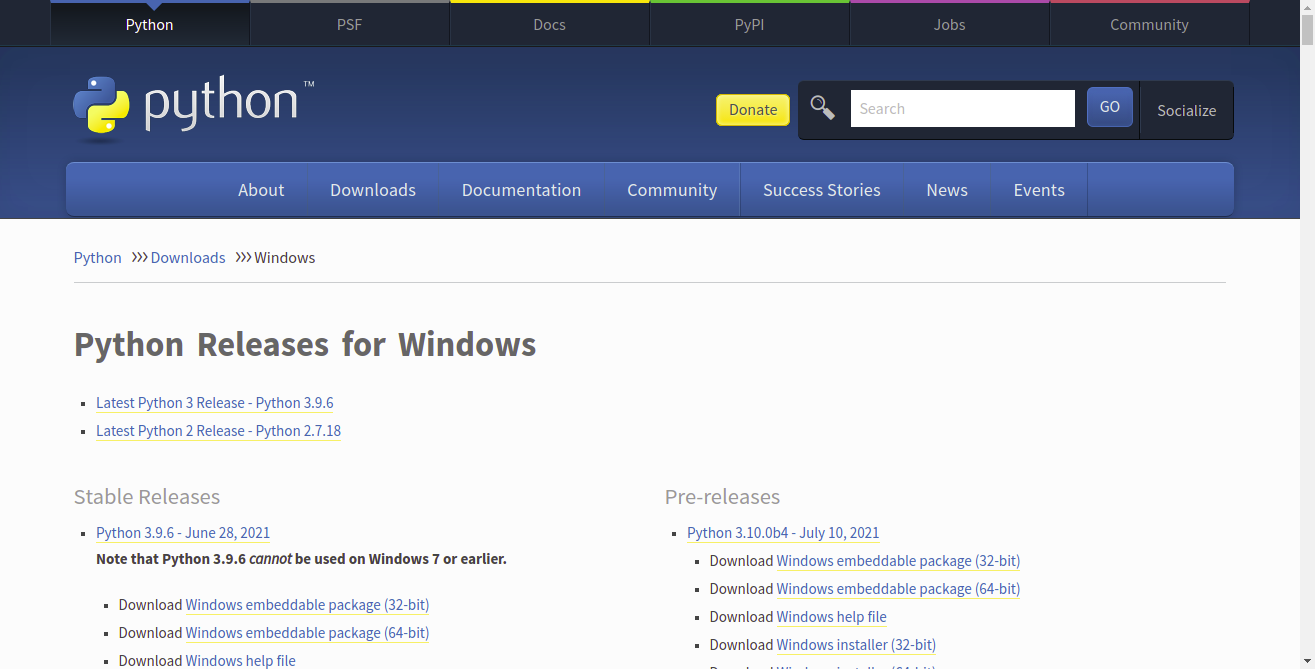 Python PSF Docs PyPI Jobs Community
python™
Donate Search GO Socialize
About Downloads Documentation Community Success Stories News Events
Python >>> Downloads >>> Windows
Python Releases for Windows
Latest Python 3 Release - Python 3.9.6
Latest Python 2 Release - Python 2.7.18
Stable Releases
Python 3.9.6 - June 28, 2021
Note that Python 3.9.6 cannot be used on Windows 7 or earlier.
Download Windows embeddable package (32-bit)
Download Windows embeddable package (64-bit)
Download Windows help file
Pre-releases
Python 3.10.0b4 - July 10, 2021
Download Windows embeddable package (32-bit)
Download Windows embeddable package (64-bit)
Download Windows help file
Download Windows installer (32-bit)